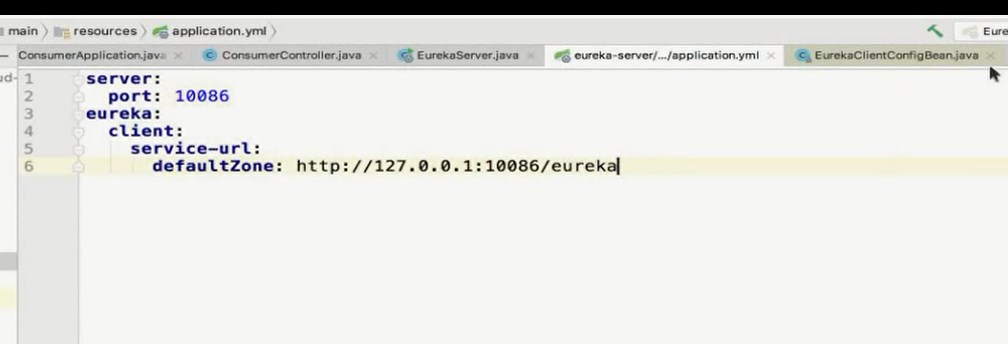 main resources application.yml Eure
ConsumerApplication.java ConsumerController.java EurekaServer.java eureka-server/.../application.yml EurekaClientConfigBean.java
ud-
1 server:
2 port: 10086
3 eureka:
4 client:
5 service-url:
6 defaultZone: http://127.0.0.1:10086/eureka